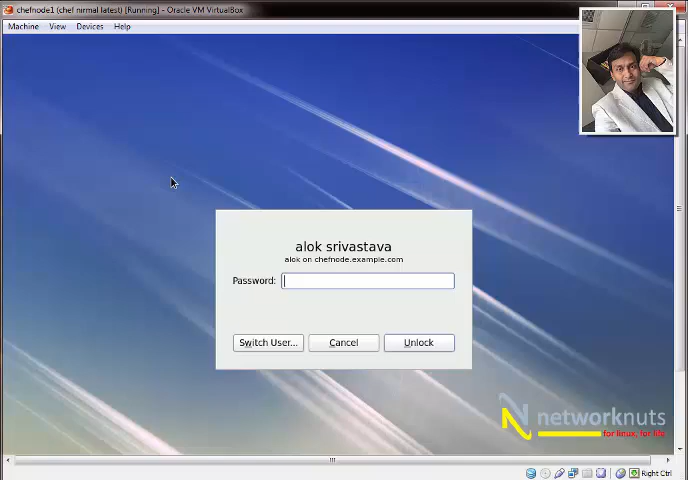 chefnode1 (chef nirmal latest) [Running] - Oracle VM VirtualBox
Machine View Devices Help
alok srivastava
alok on chefnode.example.com
Password:
Switch User... Cancel Unlock
networknuts
for linux, for life
Right Ctrl